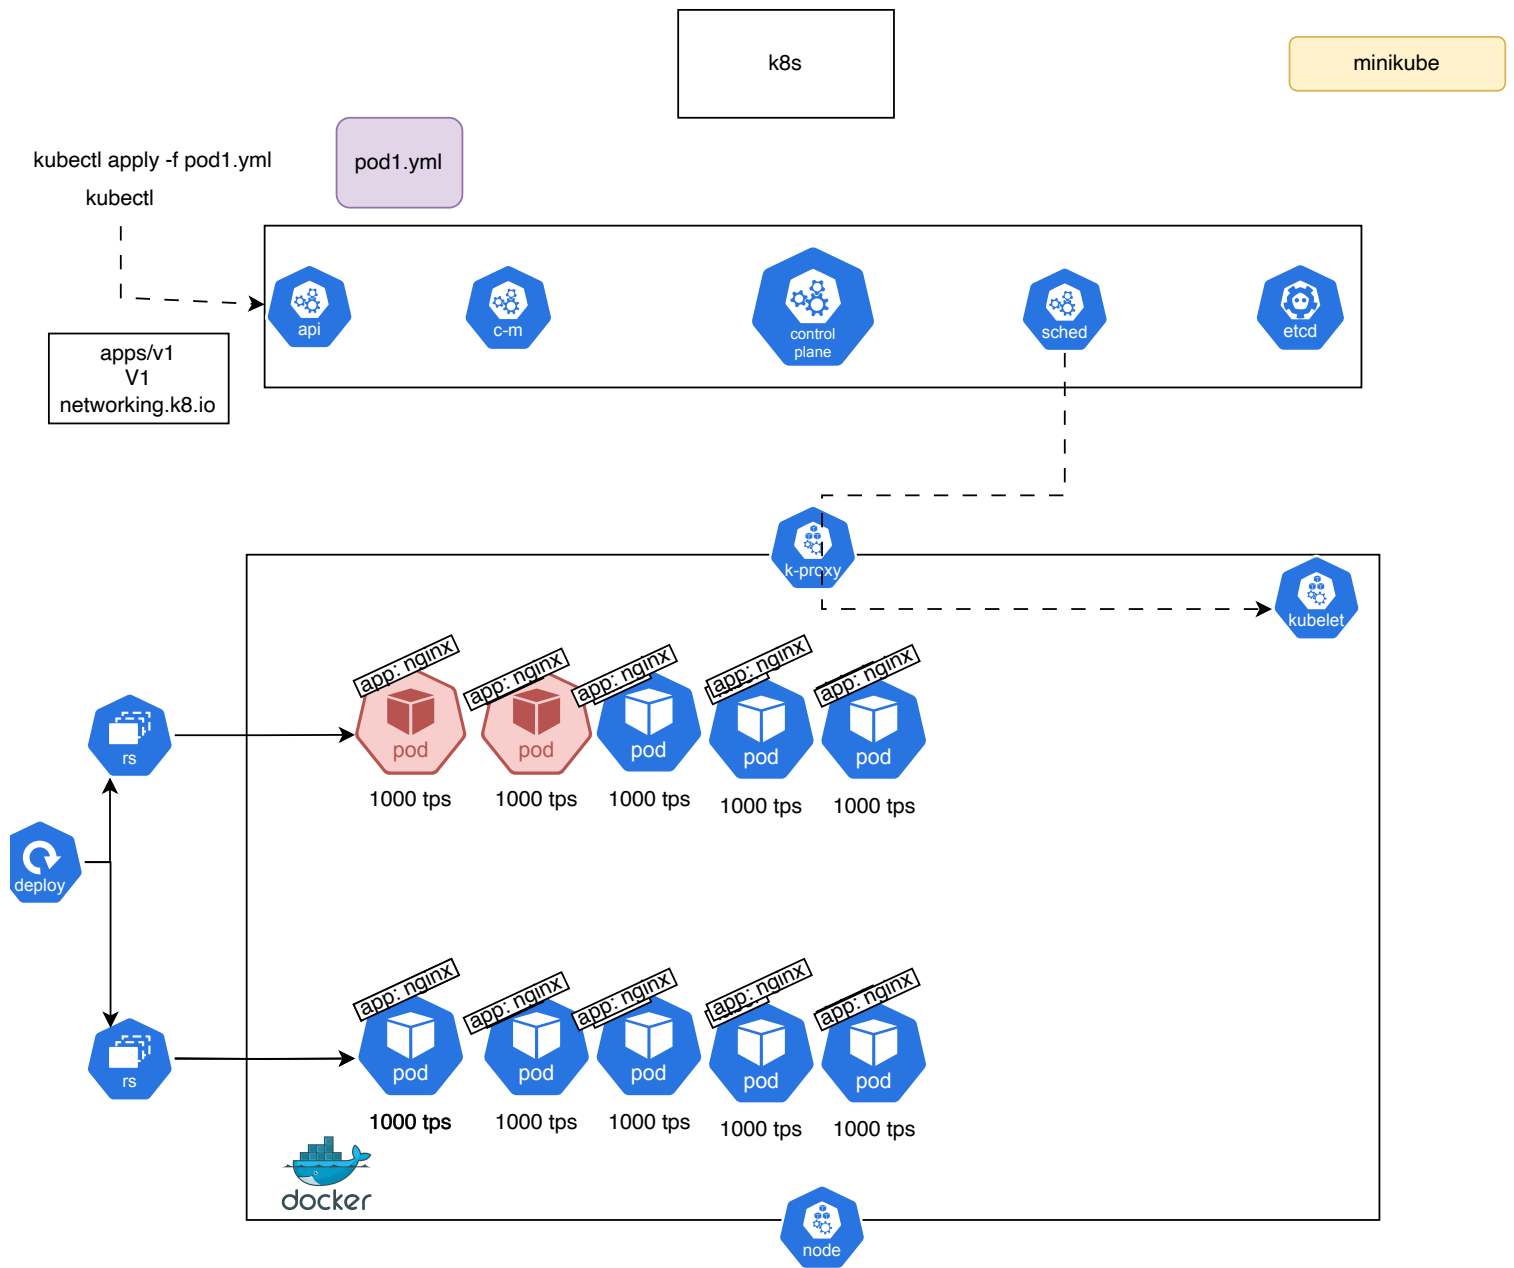 k8s
minikube
kubectl apply -f pod1.yml
pod1.yml
kubectl
api
c-m
control
plane
sched
etcd
apps/v1
V1
networking.k8.io
k-proxy
kubelet
app: nginx
app: nginx
app: nginx
app: nginx
app: nginx
pod
pod
pod
pod
pod
rs
1000 tps
1000 tps
1000 tps
1000 tps
1000 tps
deploy
app: nginx
app: nginx
app: nginx
app: nginx
app: nginx
pod
pod
pod
pod
pod
rs
1000 tps
1000 tps
1000 tps
1000 tps
1000 tps
docker
node